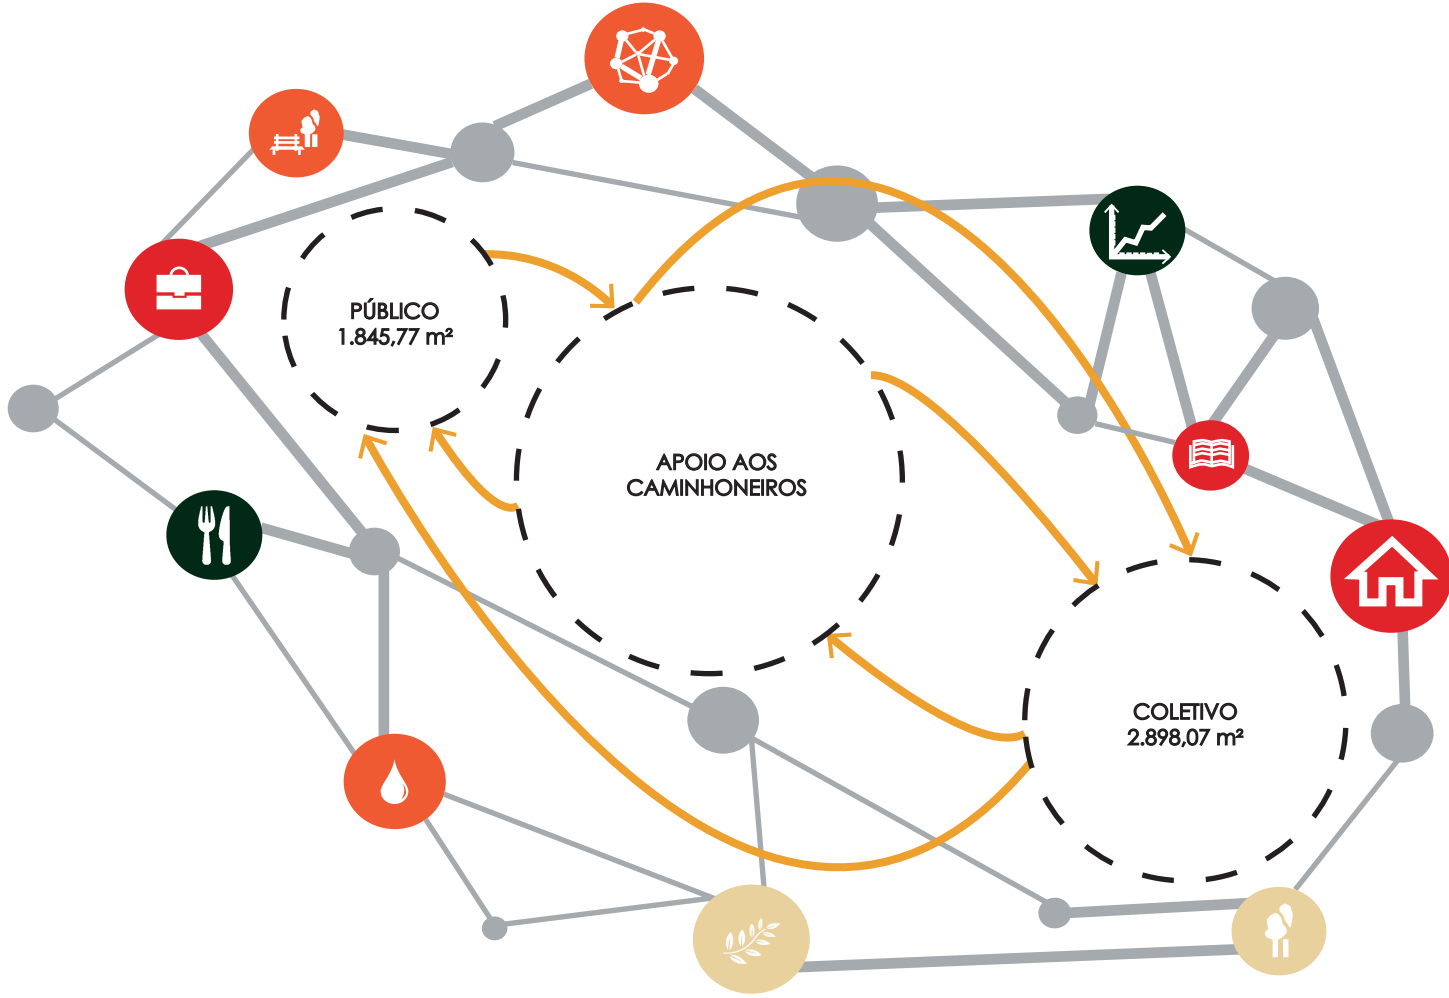 PÚBLICO
1.845,77 m²
APOIO AOS
CAMINHONEIROS
COLETIVO
2.898,07 m²